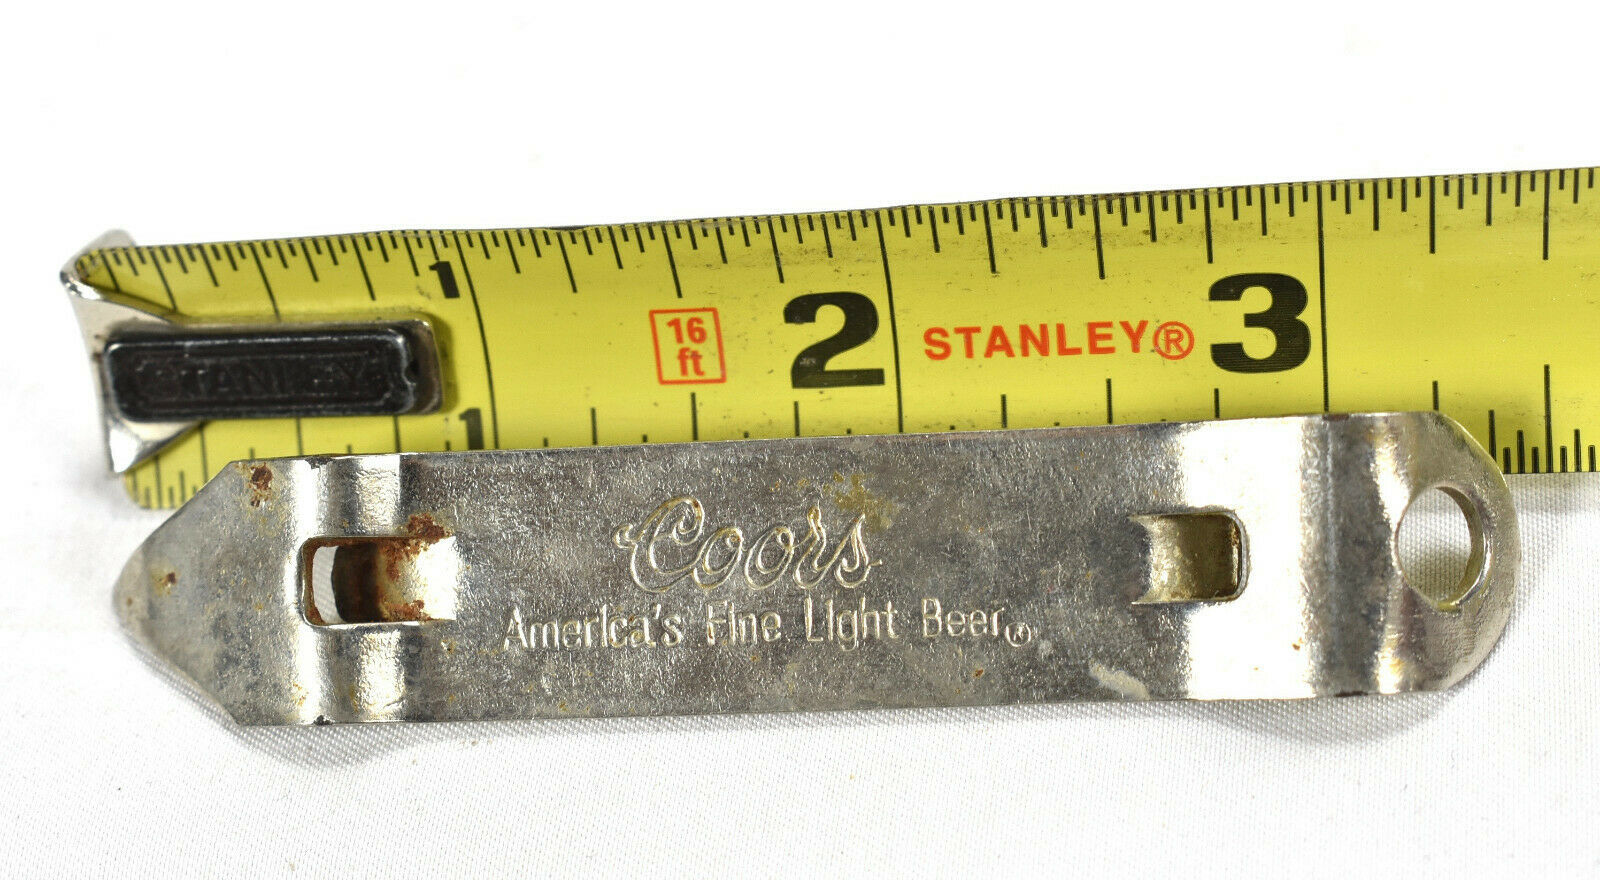 1
16
ft
2
STANLEY®
3
STANLEY
1
Coors
America's Fine Light Beer®